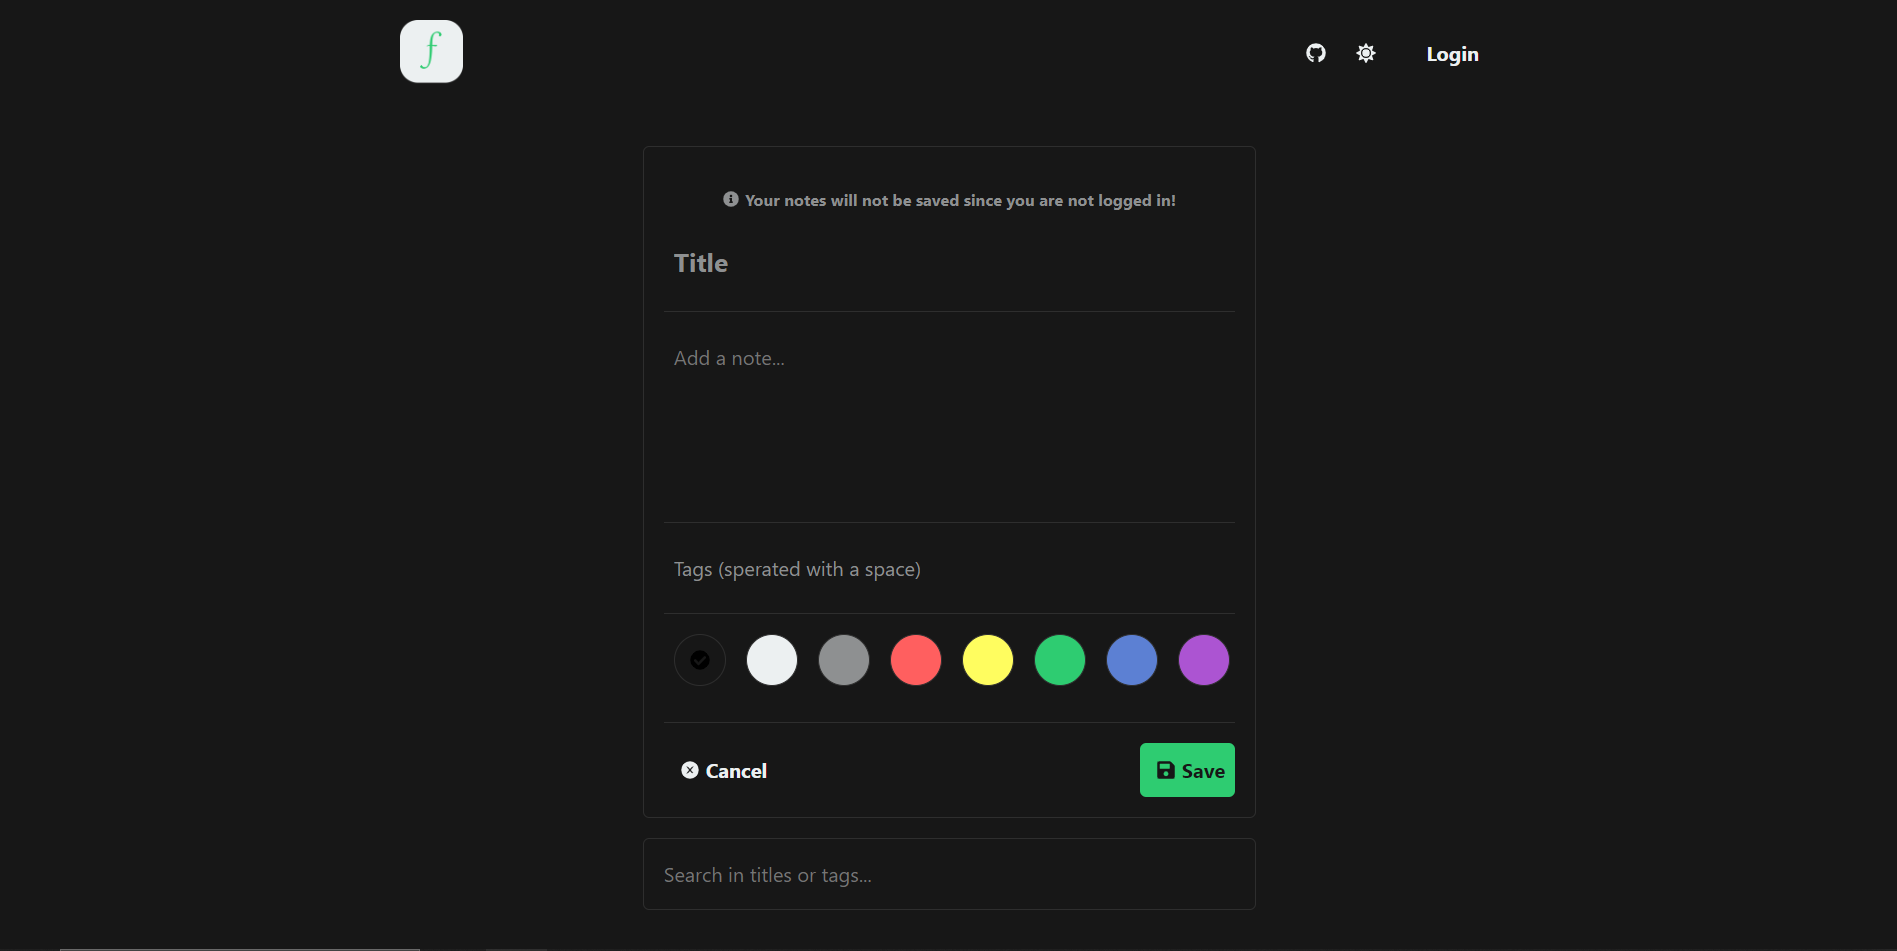 f
Login
Your notes will not be saved since you are not logged in!
Title
Add a note...
Tags (sperated with a space)
Cancel
Save
Search in titles or tags...